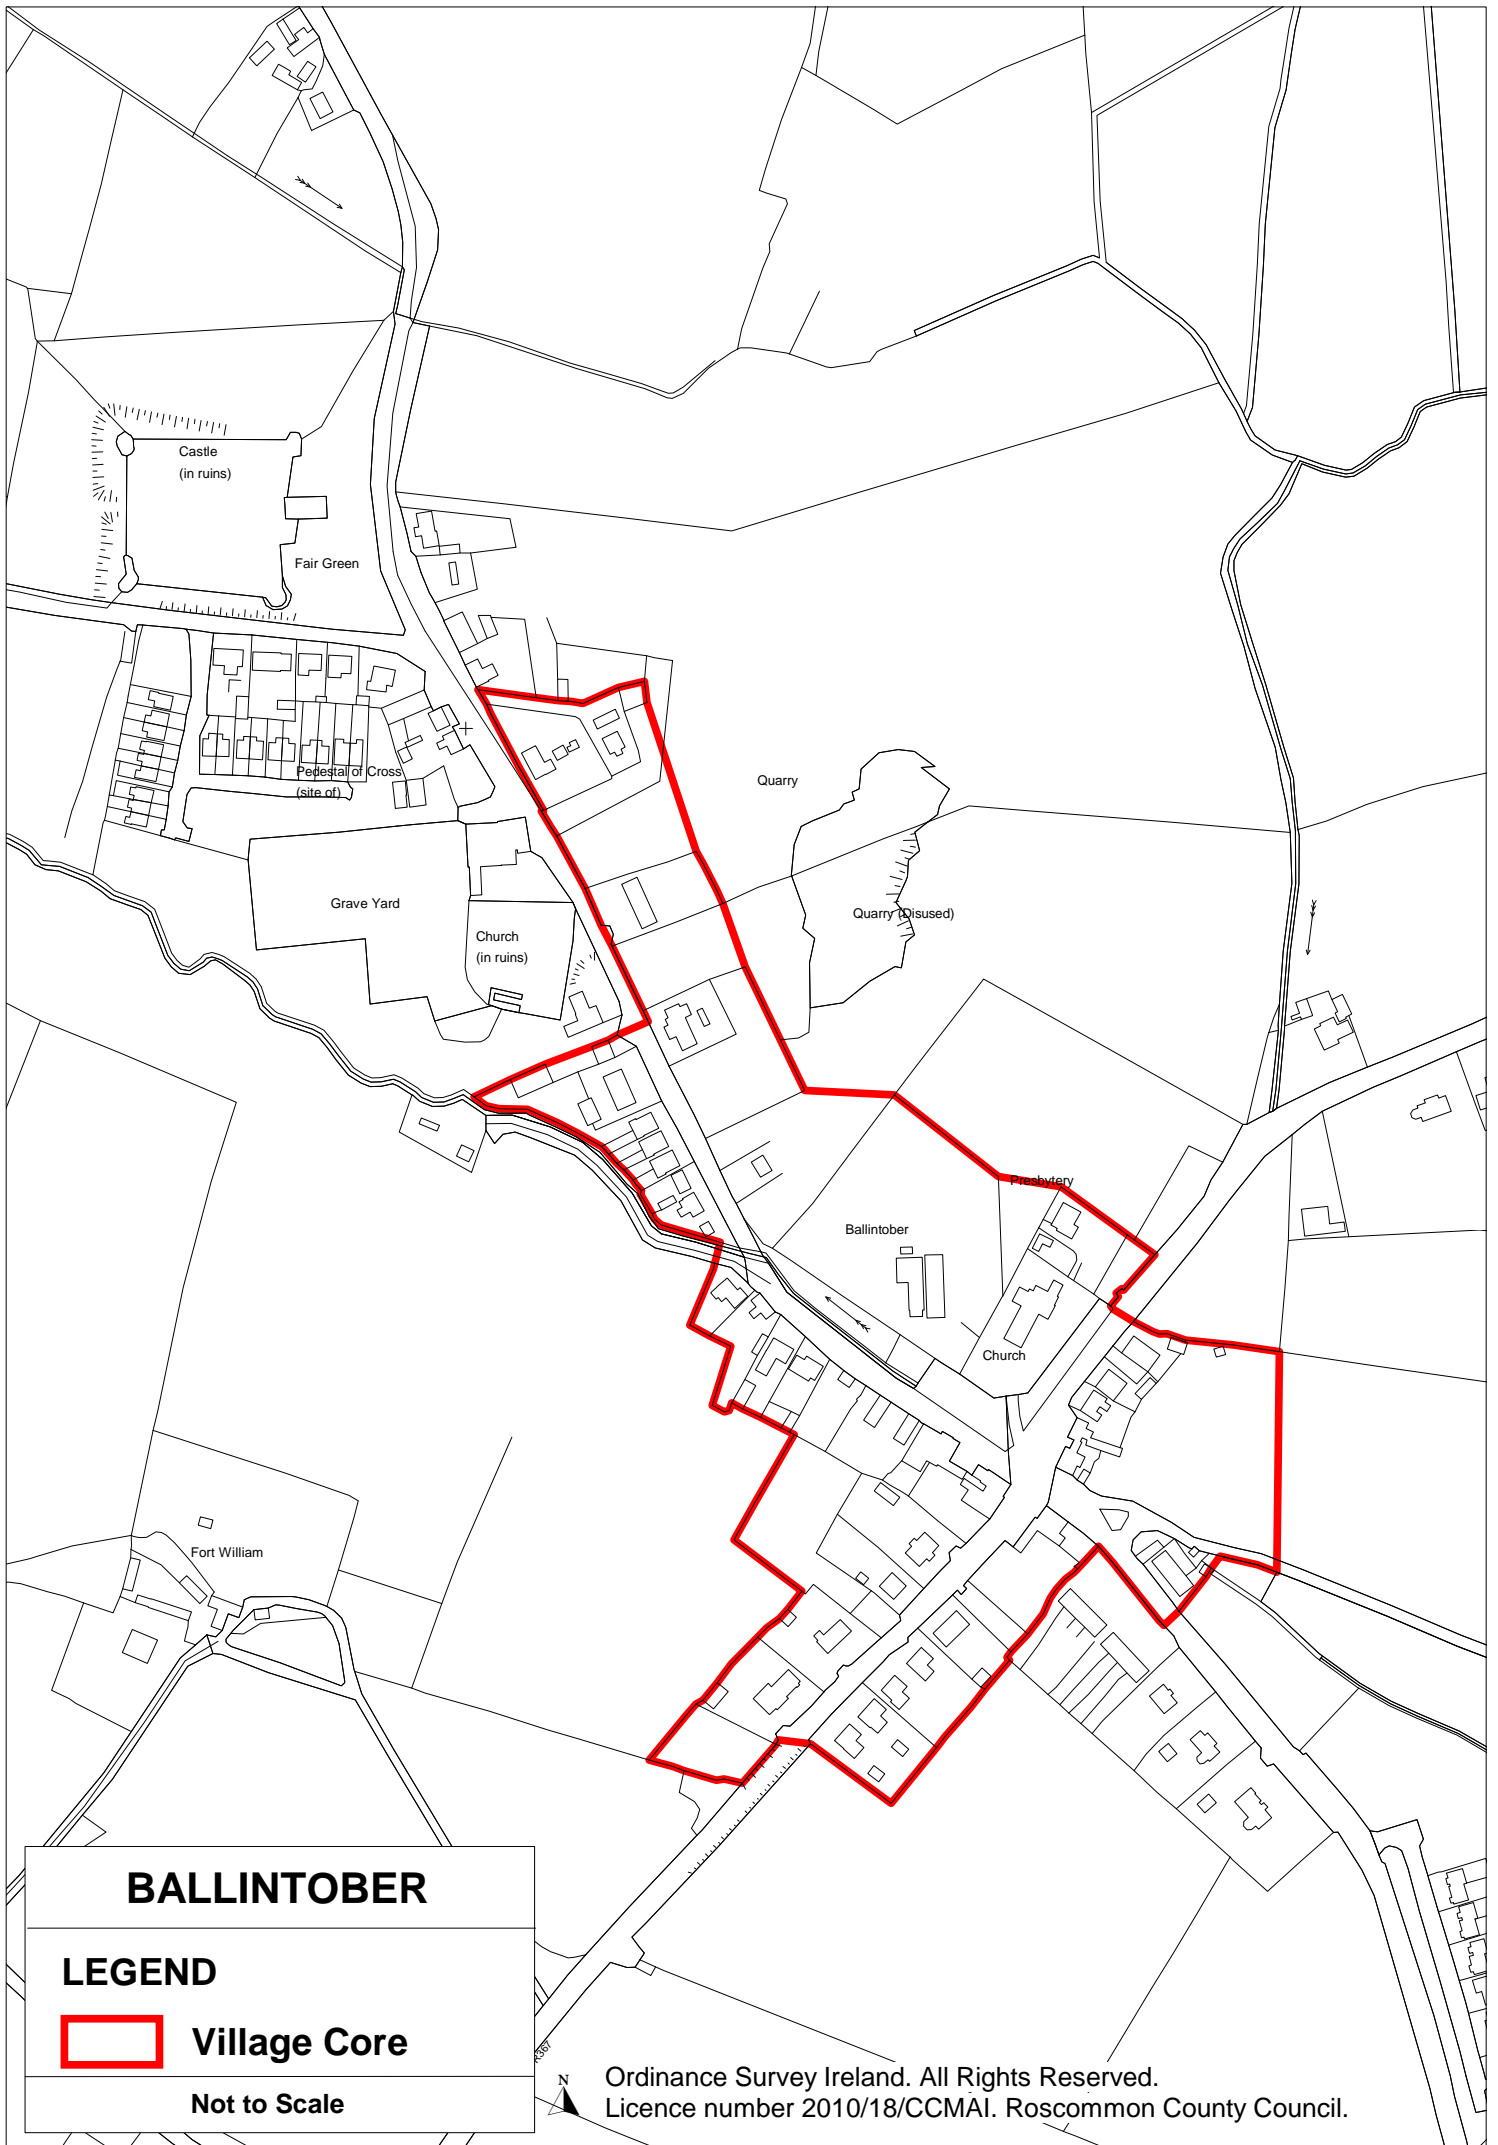 Castle
(in ruins)
Fair Green
Pedestal of Cross
(site of)
Quarry
Grave Yard
Quarry (Disused)
Church
(in ruins)
Presbytery
Ballintober
Church
Fort William
BALLINTOBER
LEGEND
Village Core
Not to Scale
R367
N
Ordinance Survey Ireland. All Rights Reserved.
Licence number 2010/18/CCMAI. Roscommon County Council.